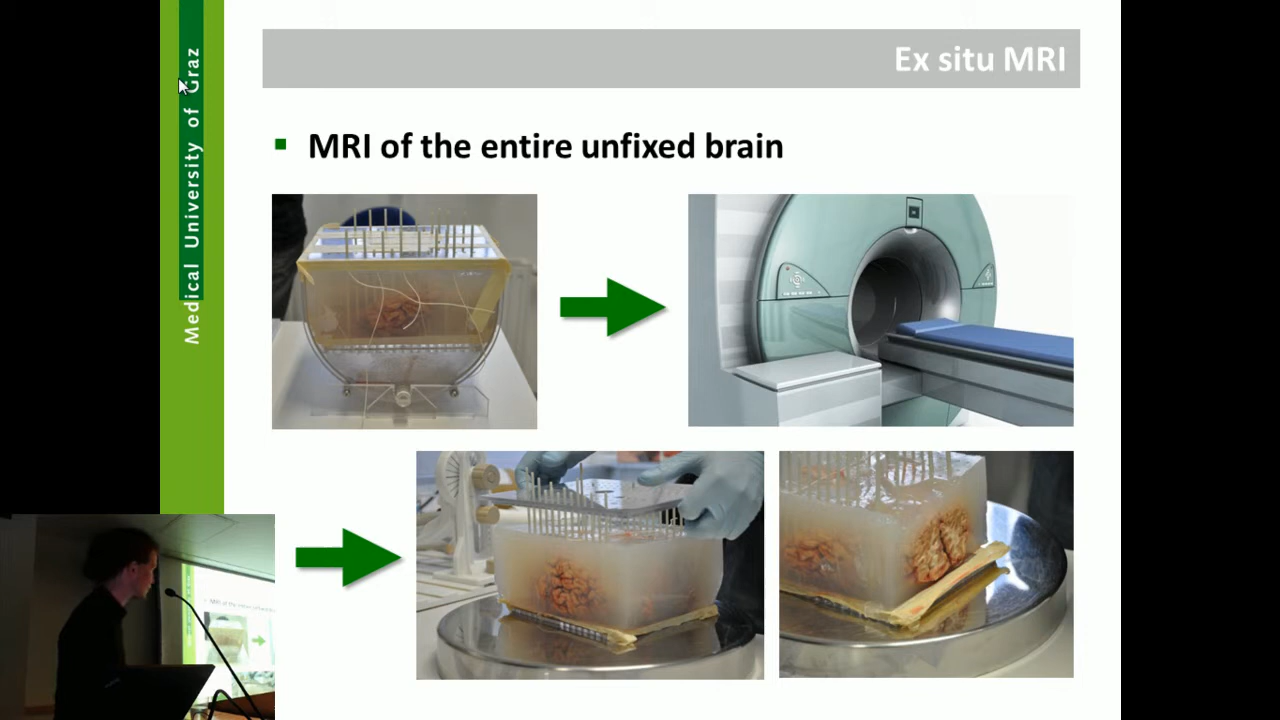 Ex situ MRI
Medical University of Graz
MRI of the entire unfixed brain